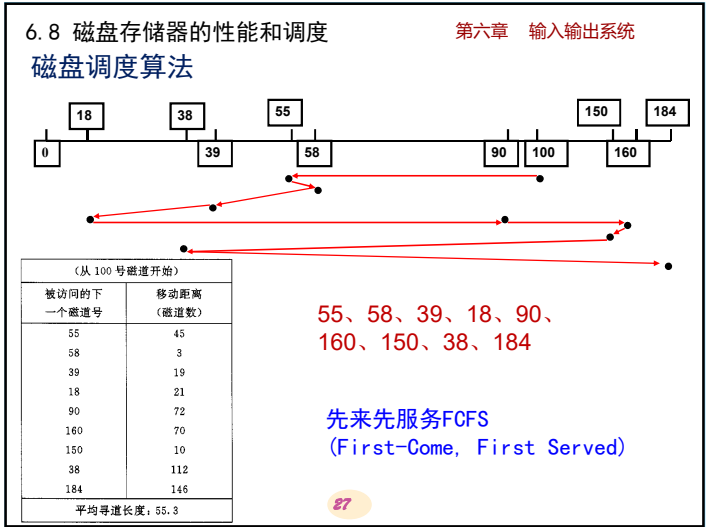 6.8 磁盘存储器的性能和调度
第六章 输入输出系统
磁盘调度算法
18 38 55 150 184
0 39 58 90 100 160
(从 100 号磁道开始)
被访问的下 移动距离
一个磁道号 (磁道数)
55 45
58 3
39 19
18 21
90 72
160 70
150 10
38 112
184 146
平均寻道长度: 55.3
55、58、39、18、90、
160、150、38、184
先来先服务FCFS
(First-Come, First Served)
27